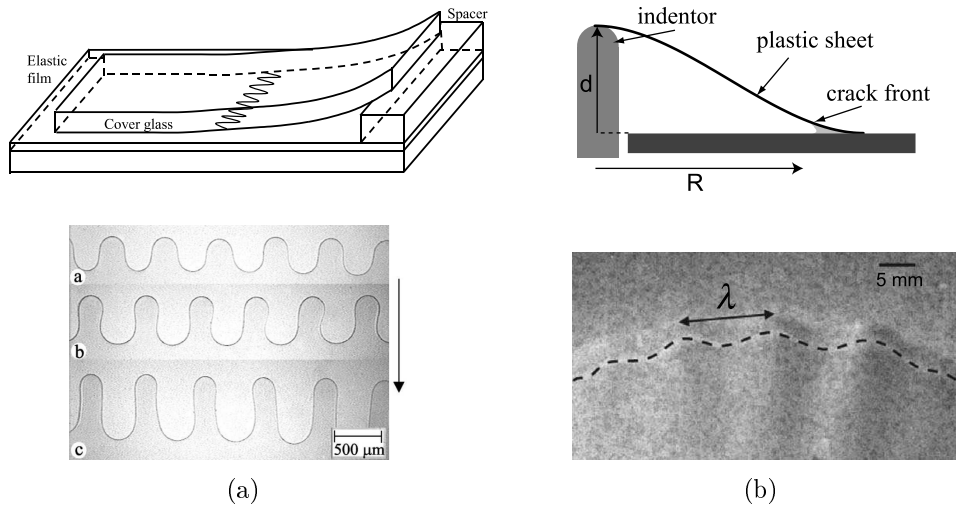 Spacer
Elastic
film
Cover glass
indentor
plastic sheet
d
crack front
R
a
b
c
500 µm
λ
5 mm
(a)
(b)